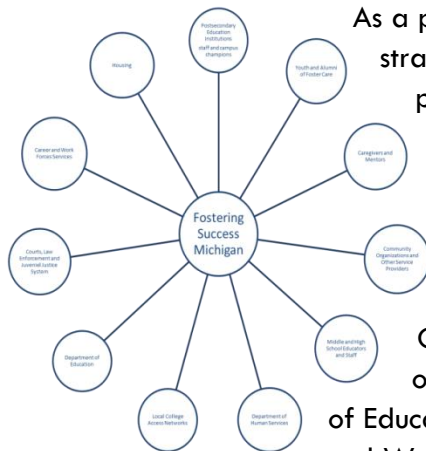 Postsecondary
Education
Institutions
staff and campus
champions
Youth and Alumni
of Foster Care
Caregivers and
Mentors
Community
Organizations and
Other Service
Providers
Middle and High
School Educators
and Staff
Department of
Human Services
Local College
Access Networks
Department of
Education
Courts, Law
Enforcement and
Juvenile Justice
System
Career and Work
Forces Services
Housing
Fostering
Success
Michigan
As a p
stra
p
C
o
of Educa